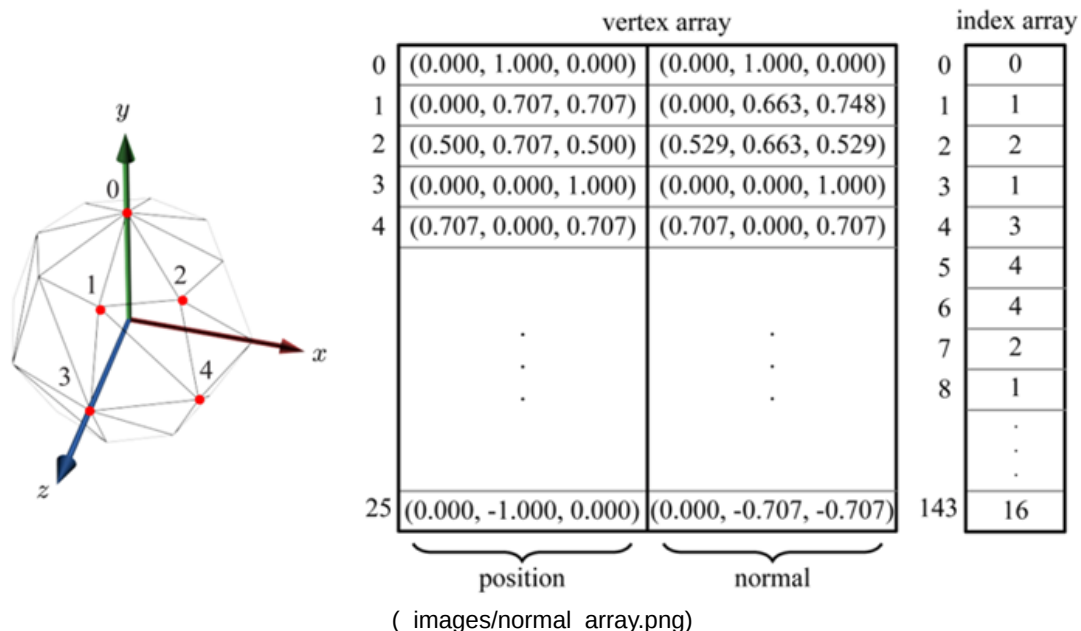 vertex array
index array
0 (0.000, 1.000, 0.000) (0.000, 1.000, 0.000)
1 (0.000, 0.707, 0.707) (0.000, 0.663, 0.748)
2 (0.500, 0.707, 0.500) (0.529, 0.663, 0.529)
3 (0.000, 0.000, 1.000) (0.000, 0.000, 1.000)
4 (0.707, 0.000, 0.707) (0.707, 0.000, 0.707)
25 (0.000, -1.000, 0.000) (0.000, -0.707, -0.707)
position
normal
0 0
1 1
2 2
3 1
4 3
5 4
6 4
7 2
8 1
143 16
y
0
1
2
x
3
4
z
(_images/normal_array.png)